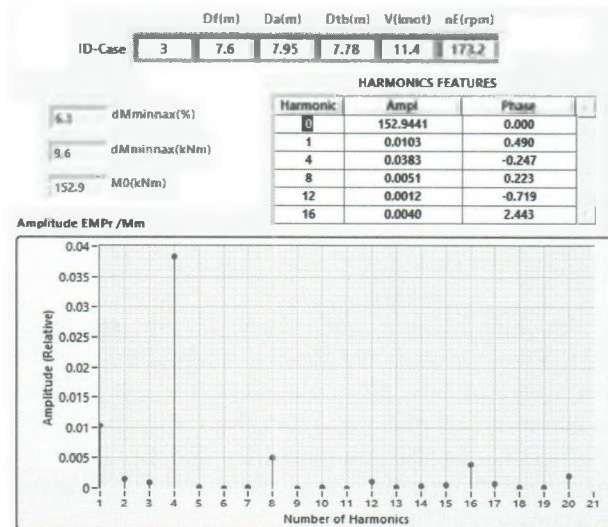 Df(m) Da(m) Dtb(m) V(knot) nE(rpm)
ID-Case 3 7.6 7.95 7.78 11.4 173.2
HARMONICS FEATURES
Harmonic Ampl Phase
0 152.9441 0.000
1 0.0103 0.490
4 0.0383 -0.247
8 0.0051 0.223
12 0.0012 -0.719
16 0.0040 2.443
6.3 dMminnax(%)
9.6 dMminnax(kNm)
152.9 M0(kNm)
Amplitude EMPr /Mm
Amplitude (Relative)
0.04
0.035
0.03
0.025
0.02
0.015
0.01
0.005
0
1 2 3 4 5 6 7 8 9 10 11 12 13 14 15 16 17 18 19 20 21
Number of Harmonics